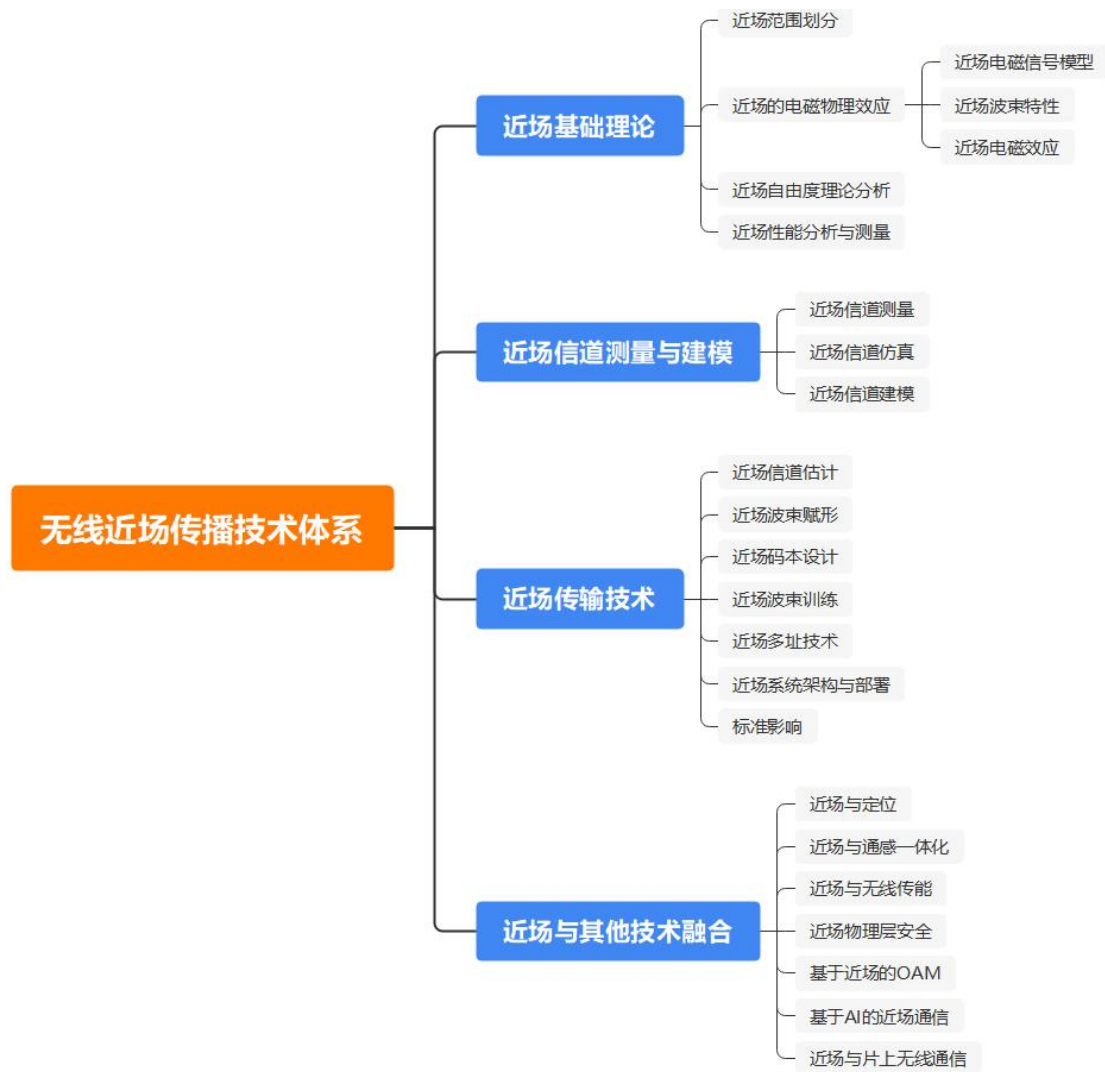 无线近场传播技术体系
近场基础理论
近场范围划分
近场的电磁物理效应
近场电磁信号模型
近场波束特性
近场电磁效应
近场自由度理论分析
近场性能分析与测量
近场信道测量与建模
近场信道测量
近场信道仿真
近场信道建模
近场传输技术
近场信道估计
近场波束赋形
近场码本设计
近场波束训练
近场多址技术
近场系统架构与部署
标准影响
近场与其他技术融合
近场与定位
近场与通感一体化
近场与无线传能
近场物理层安全
基于近场的OAM
基于AI的近场通信
近场与片上无线通信